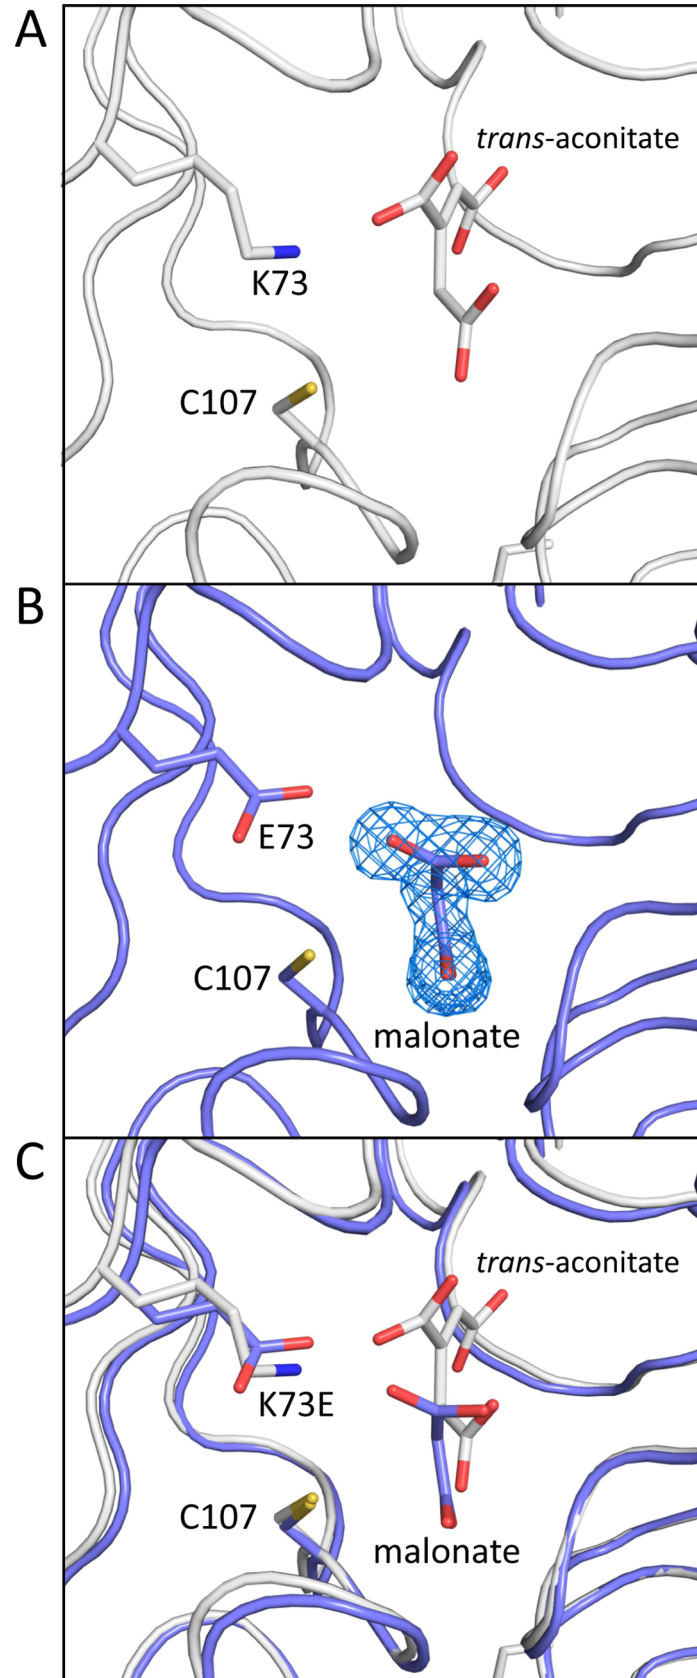 A
trans-aconitate
K73
C107
B
E73
C107
malonate
C
trans-aconitate
K73E
C107
malonate